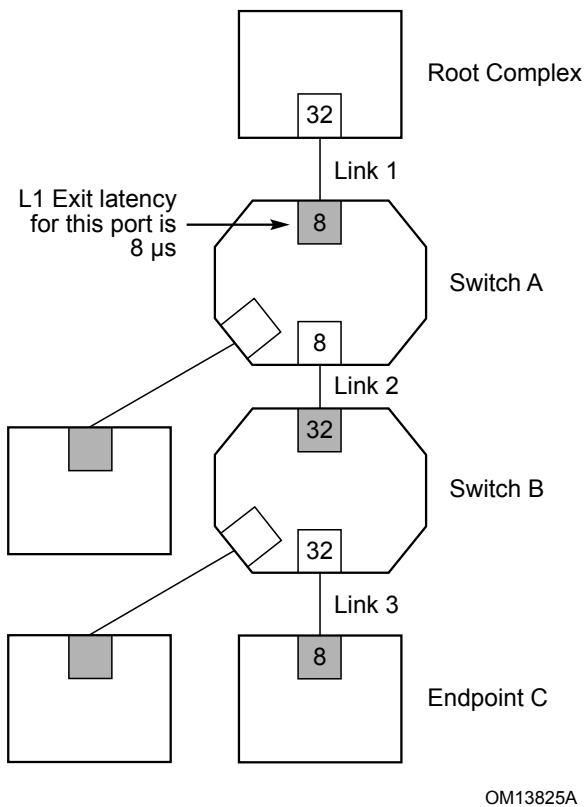 Root Complex
32
Link 1
L1 Exit latency
for this port is
8 μs
8
Switch A
8
Link 2
32
Switch B
32
Link 3
8
Endpoint C
OM13825A